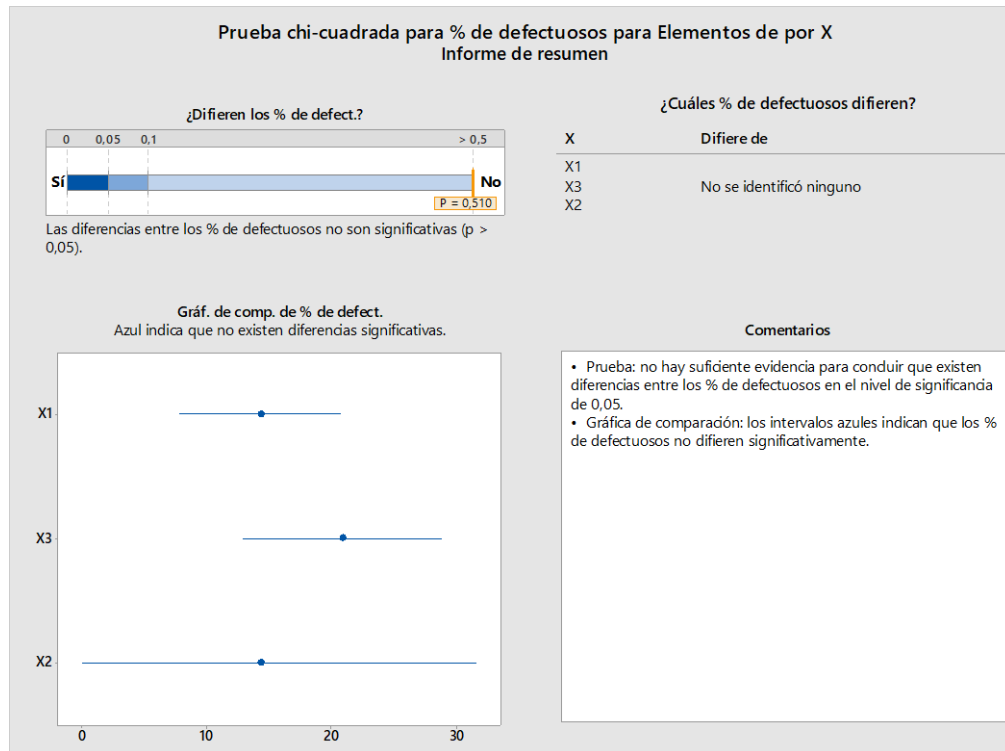 Prueba chi-cuadrada para % de defectuosos para Elementos de por X
Informe de resumen
¿Difieren los % de defect.?
0 0,05 0,1 > 0,5
Sí No
P = 0,510
Las diferencias entre los % de defectuosos no son significativas (p >
0,05).
¿Cuáles % de defectuosos difieren?
X Difiere de
X1
X3 No se identificó ninguno
X2
Gráf. de comp. de % de defect.
Azul indica que no existen diferencias significativas.
X1
X3
X2
0 10 20 30
Comentarios
• Prueba: no hay suficiente evidencia para conduir que existen
diferencias entre los % de defectuosos en el nivel de significancia
de 0,05.
• Gráfica de comparación: los intervalos azules indican que los %
de defectuosos no difieren significativamente.